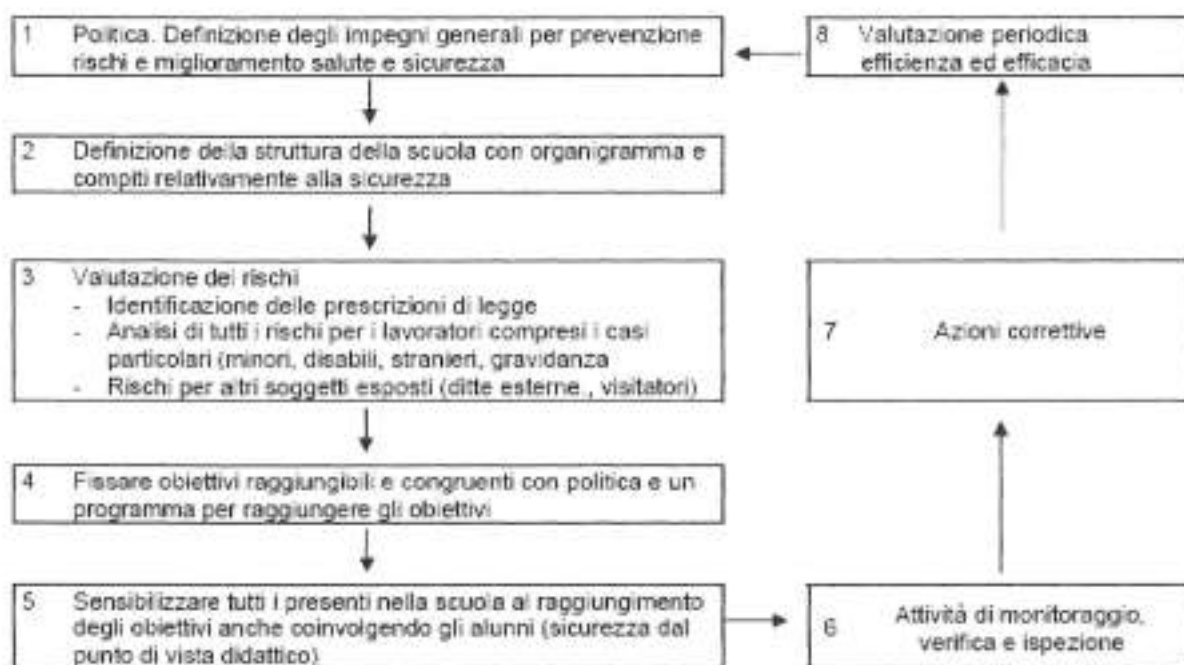 1 Politica. Definizione degli impegni generali per prevenzione
rischi e miglioramento salute e sicurezza
2 Definizione della struttura della scuola con organigramma e
compiti relativamente alla sicurezza
3 Valutazione dei rischi
- Identificazione delle prescrizioni di legge
- Analisi di tutti i rischi per i lavoratori compresi i casi
particolari (minori, disabili, stranieri, gravidanza
- Rischi per altri soggetti esposti (ditte esterne., visitatori)
4 Fissare obiettivi raggiungibili e congruenti con politica e un
programma per raggiungere gli obiettivi
5 Sensibilizzare tutti i presenti nella scuola al raggiungimento
degli obiettivi anche coinvolgendo gli alunni (sicurezza dal
punto di vista didattico)
6 Attività di monitoraggio,
verifica e ispezione
7 Azioni correttive
8 Valutazione periodica
efficienza ed efficacia